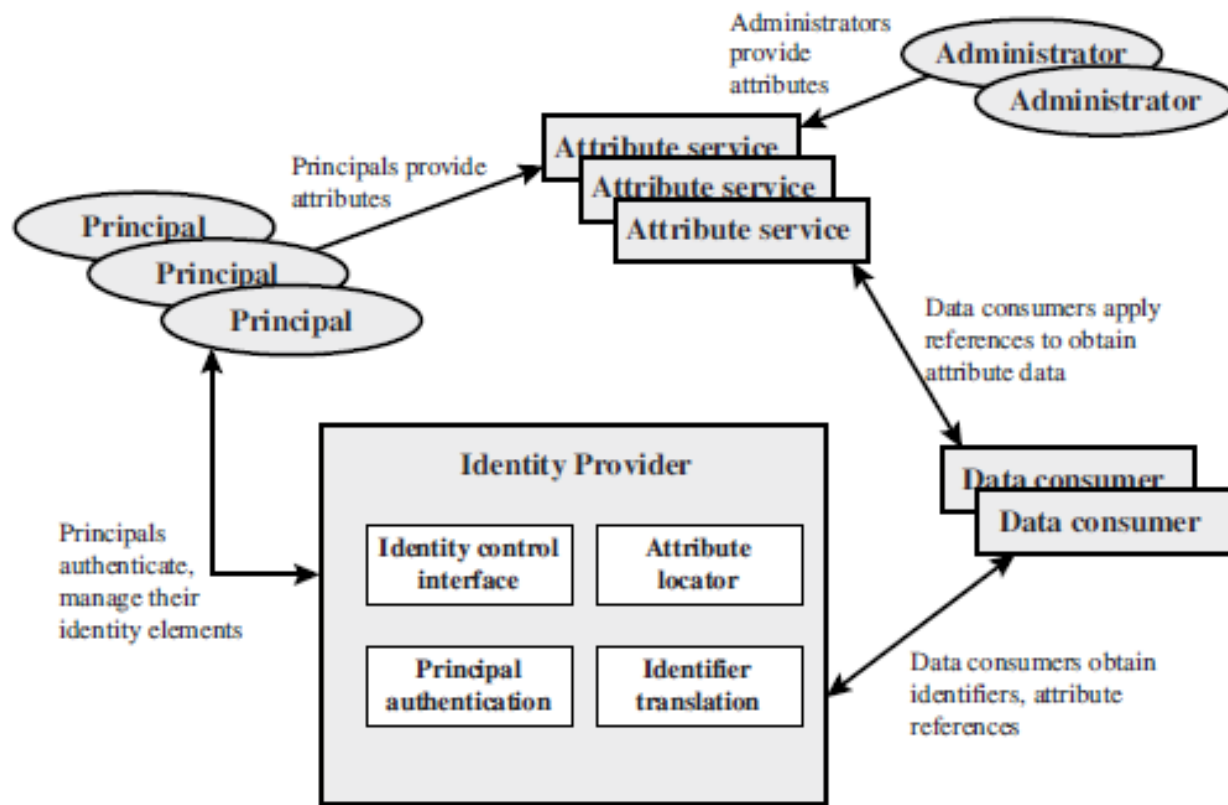 Administrators
provide
attributes
Administrator
Administrator
Attribute service
Attribute service
Attribute service
Principals provide
attributes
Principal
Principal
Principal
Data consumers apply
references to obtain
attribute data
Identity Provider
Identity control
interface
Attribute
locator
Principal
authentication
Identifier
translation
Data consumer
Data consumer
Principals
authenticate,
manage their
identity elements
Data consumers obtain
identifiers, attribute
references